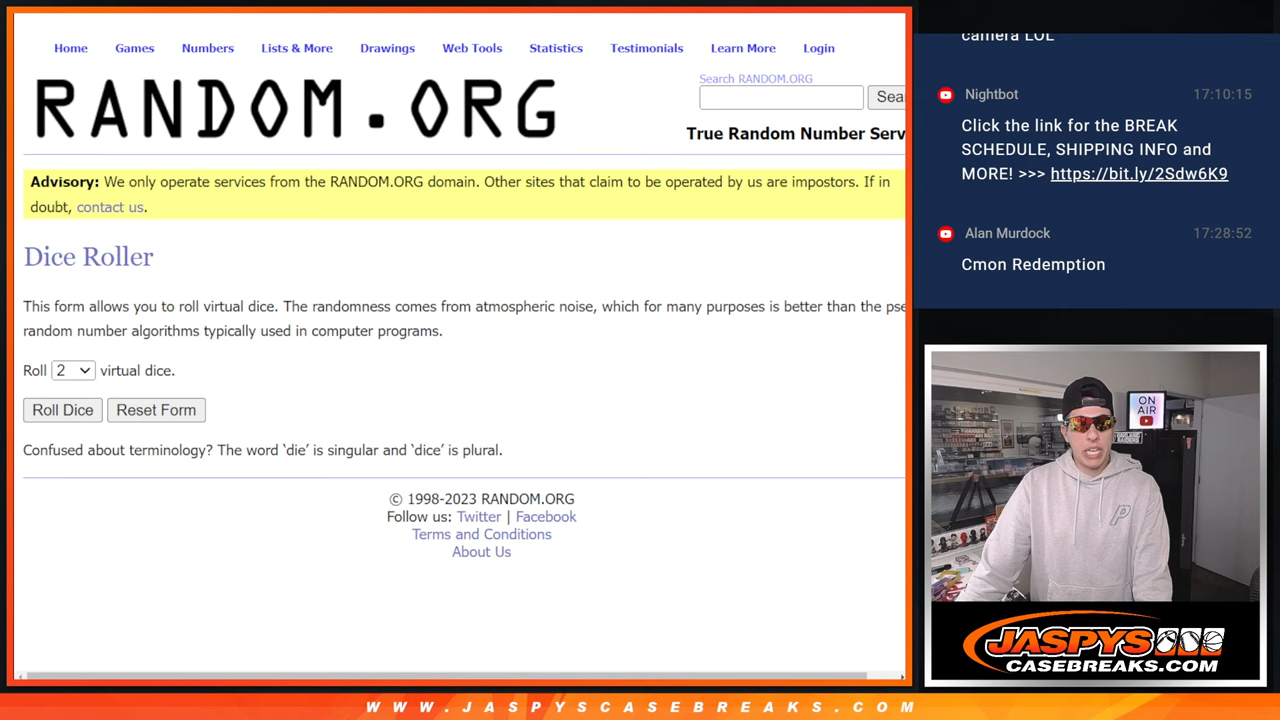 Home Games Numbers Lists & More Drawings Web Tools Statistics Testimonials Learn More Login
RANDOM.ORG
Search RANDOM.ORG
Sear
True Random Number Serv
Advisory: We only operate services from the RANDOM.ORG domain. Other sites that claim to be operated by us are impostors. If in
doubt, contact us.
Dice Roller
This form allows you to roll virtual dice. The randomness comes from atmospheric noise, which for many purposes is better than the pse
random number algorithms typically used in computer programs.
Roll 2 virtual dice.
Roll Dice Reset Form
Confused about terminology? The word ‘die’ is singular and ‘dice’ is plural.
© 1998-2023 RANDOM.ORG
Follow us: Twitter | Facebook
Terms and Conditions
About Us
camera LOL
Nightbot 17:10:15
Click the link for the BREAK
SCHEDULE, SHIPPING INFO and
MORE! >>> https://bit.ly/2Sdw6K9
Alan Murdock 17:28:52
Cmon Redemption
ON
AIR
P
JASPYS
CASEBREAKS.COM
WWW.JASPYSCASEBREAKS.COM